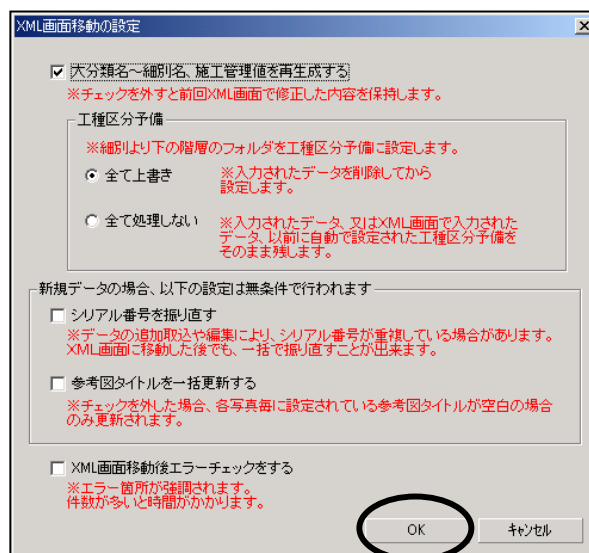 XML画面移動の設定
大分類名～細別名、施工管理値を再生成する
※チェックを外すと前回XML画面で修正した内容を保持します。
工種区分予備
※細別より下の階層のフォルダを工種区分予備に設定します。
全て上書き
※入力されたデータを削除してから
設定します。
全て処理しない
※入力されたデータ、又はXML画面で入力された
データ、以前に自動で設定された工種区分予備を
そのまま残します。
新規データの場合、以下の設定は無条件で行われます
シリアル番号を振り直す
※データの追加取込や編集により、シリアル番号が重複している場合があります。
XML画面に移動した後でも、一括で振り直すことが出来ます。
参考図タイトルを一括更新する
※チェックを外した場合、各写真毎に設定されている参考図タイトルが空白の場合
のみ更新されます。
XML画面移動後エラーチェックをする
※エラー箇所が強調されます。
件数が多いと時間がかかります。
OK
ｷｬﾝｾﾙ